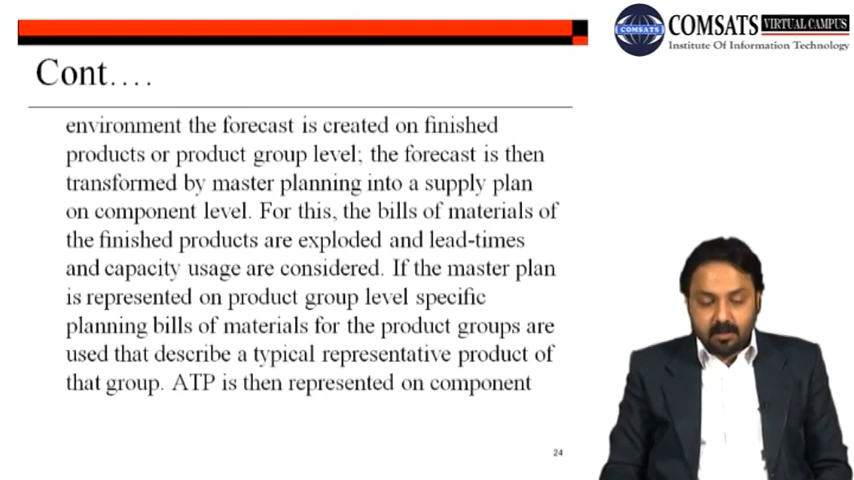 COMSATS
COMSATS VIRTUAL CAMPUS
Institute Of Information Technology
Cont….
environment the forecast is created on finished
products or product group level; the forecast is then
transformed by master planning into a supply plan
on component level. For this, the bills of materials of
the finished products are exploded and lead-times
and capacity usage are considered. If the master plan
is represented on product group level specific
planning bills of materials for the product groups are
used that describe a typical representative product of
that group. ATP is then represented on component
24